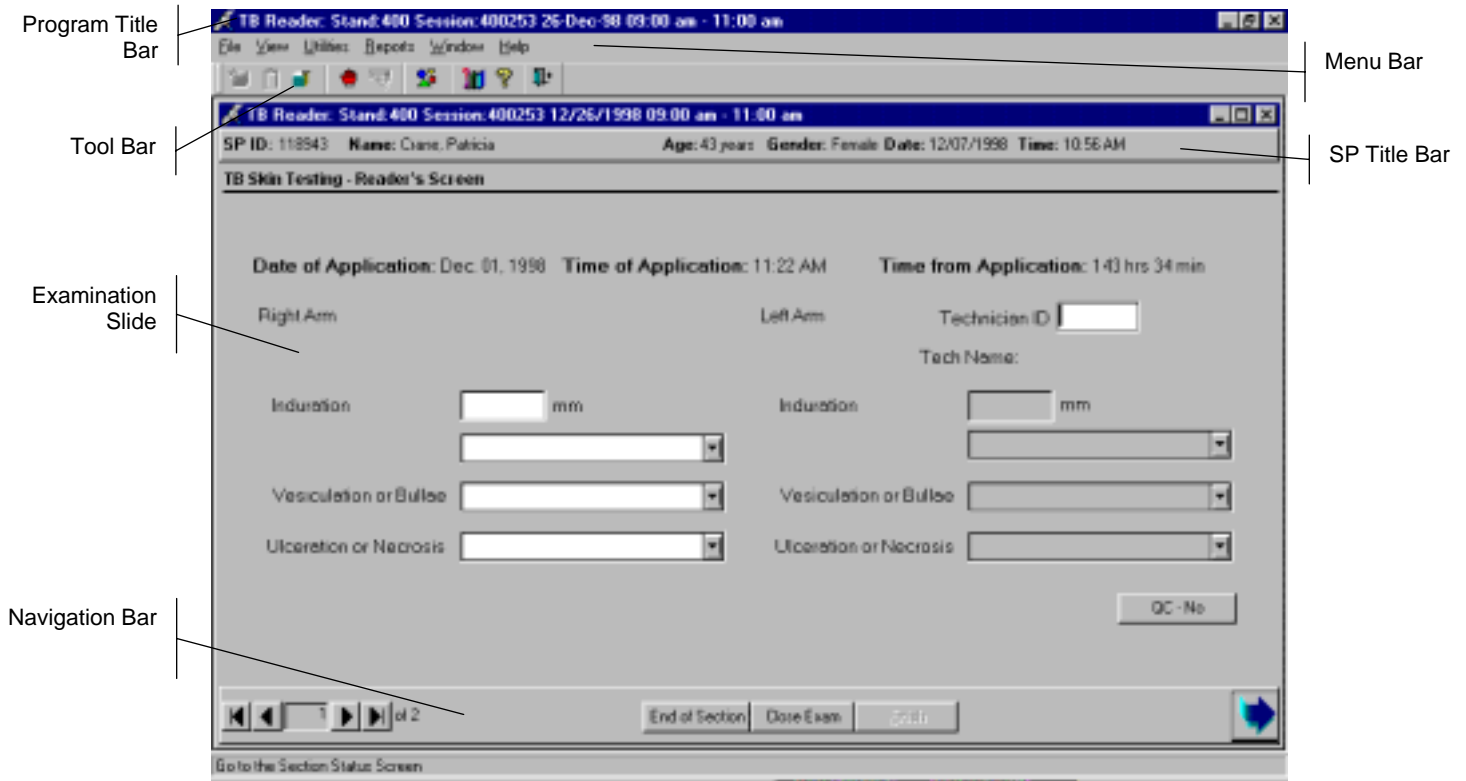 Program Title
Bar
TB Reader: Stand:400 Session:400253 26-Dec-98 09:00 am - 11:00 am
File View Utilities Reports Window Help
Menu Bar
Tool Bar
TB Reader: Stand:400 Session:400253 12/26/1998 09:00 am - 11:00 am
SP ID: 118943 Name: Crane, Patricia Age: 43 years Gender: Female Date: 12/07/1998 Time: 10:56 AM
SP Title Bar
TB Skin Testing - Reader's Screen
Date of Application: Dec. 01, 1998 Time of Application: 11:22 AM Time from Application: 143 hrs 34 min
Examination
Slide
Right Arm Left Arm Technician ID
Tech Name:
Induration mm Induration mm
Vesiculation or Bullae Vesiculation or Bullae
Ulceration or Necrosis Ulceration or Necrosis
QC - No
Navigation Bar
1 of 2 End of Section Close Exam
Go to the Section Status Screen